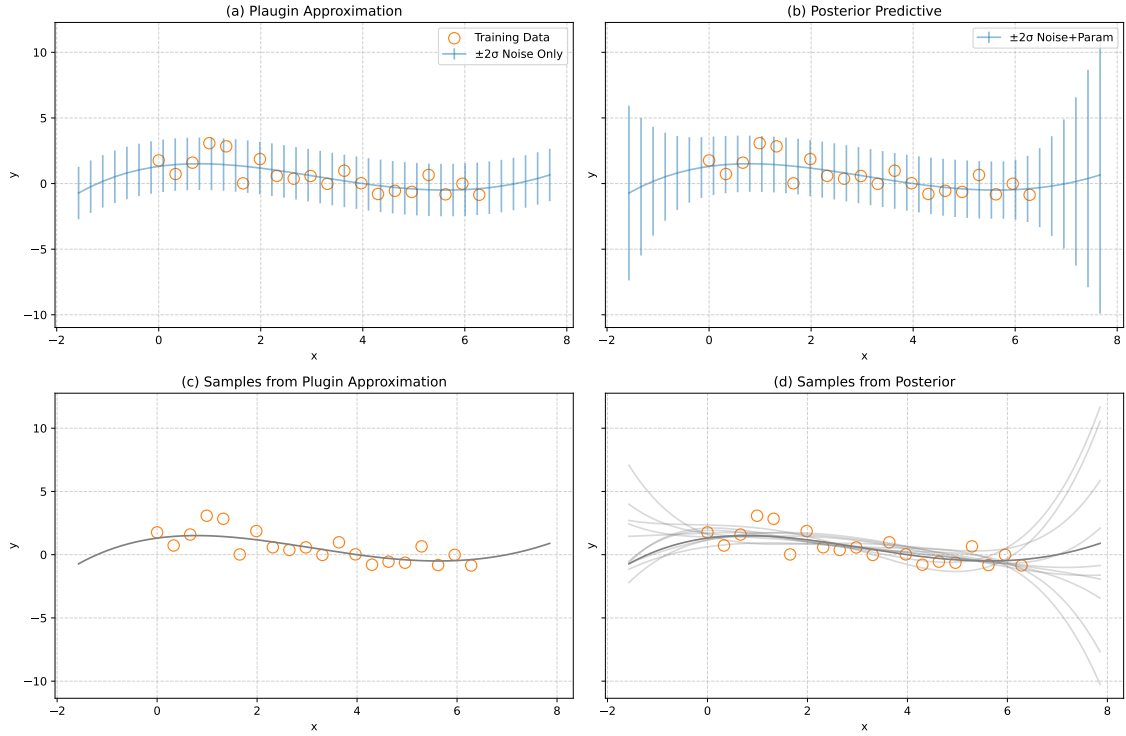 (a) Plaugin Approximation
Training Data
±2σ Noise Only
y
10
5
0
−5
−10
−2 0 2 4 6 8
x
(b) Posterior Predictive
±2σ Noise+Param
y
−2 0 2 4 6 8
x
(c) Samples from Plugin Approximation
y
10
5
0
−5
−10
−2 0 2 4 6 8
x
(d) Samples from Posterior
y
−2 0 2 4 6 8
x